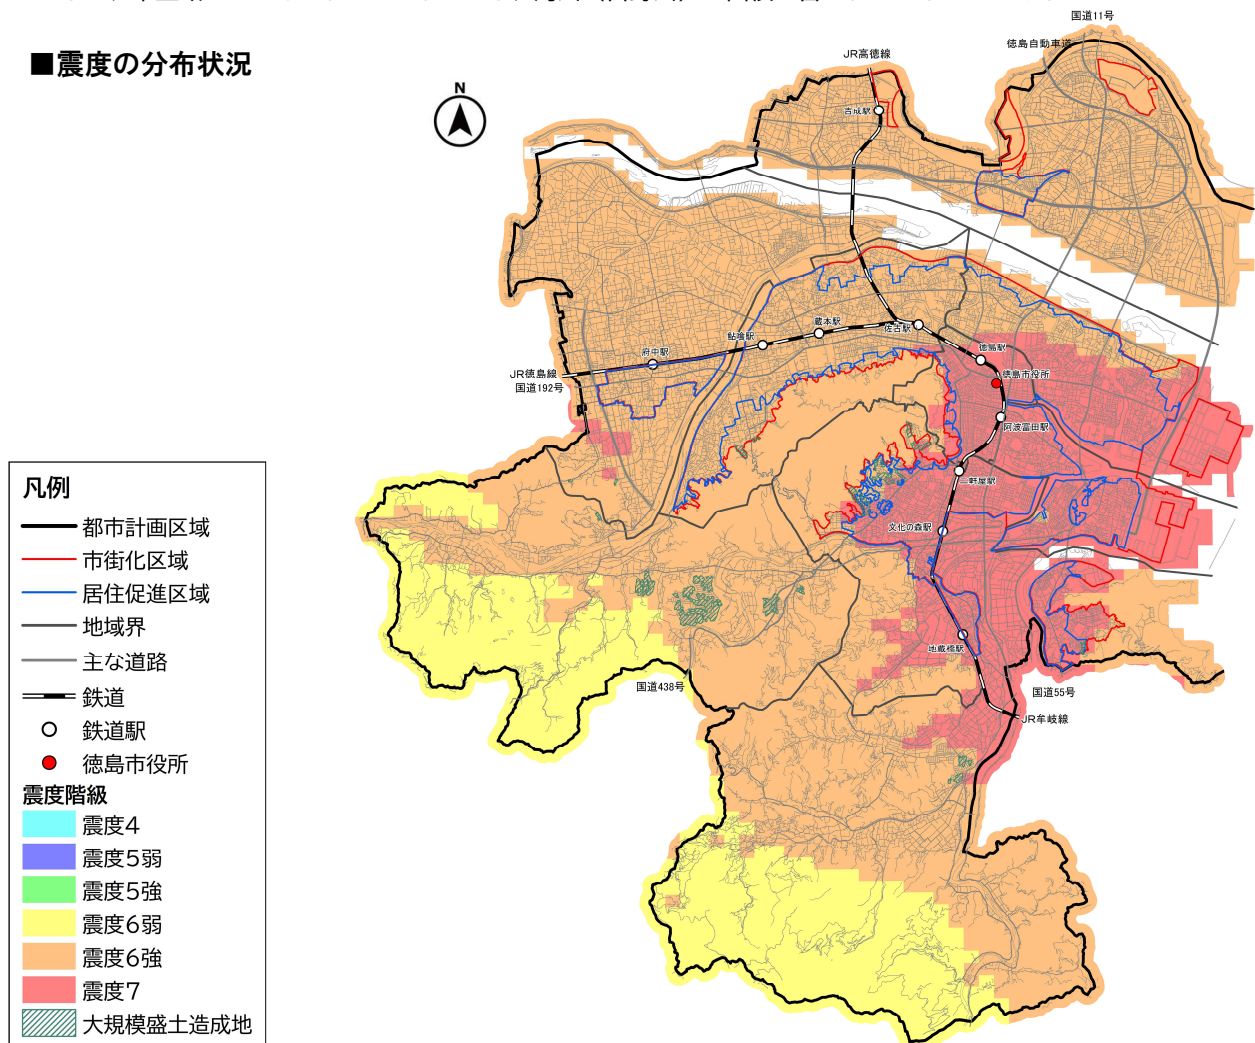 ■震度の分布状況
N
国道11号
徳島自動車道
JR高徳線
吉成駅
佐古駅
蔵本駅
鮎喰駅
府中駅
徳島駅
JR徳島線
国道192号
徳島市役所
阿波富田駅
二軒屋駅
文化の森駅
地蔵橋駅
国道438号
国道55号
JR牟岐線
凡例
都市計画区域
市街化区域
居住促進区域
地域界
主な道路
鉄道
鉄道駅
徳島市役所
震度階級
震度4
震度5弱
震度5強
震度6弱
震度6強
震度7
大規模盛土造成地